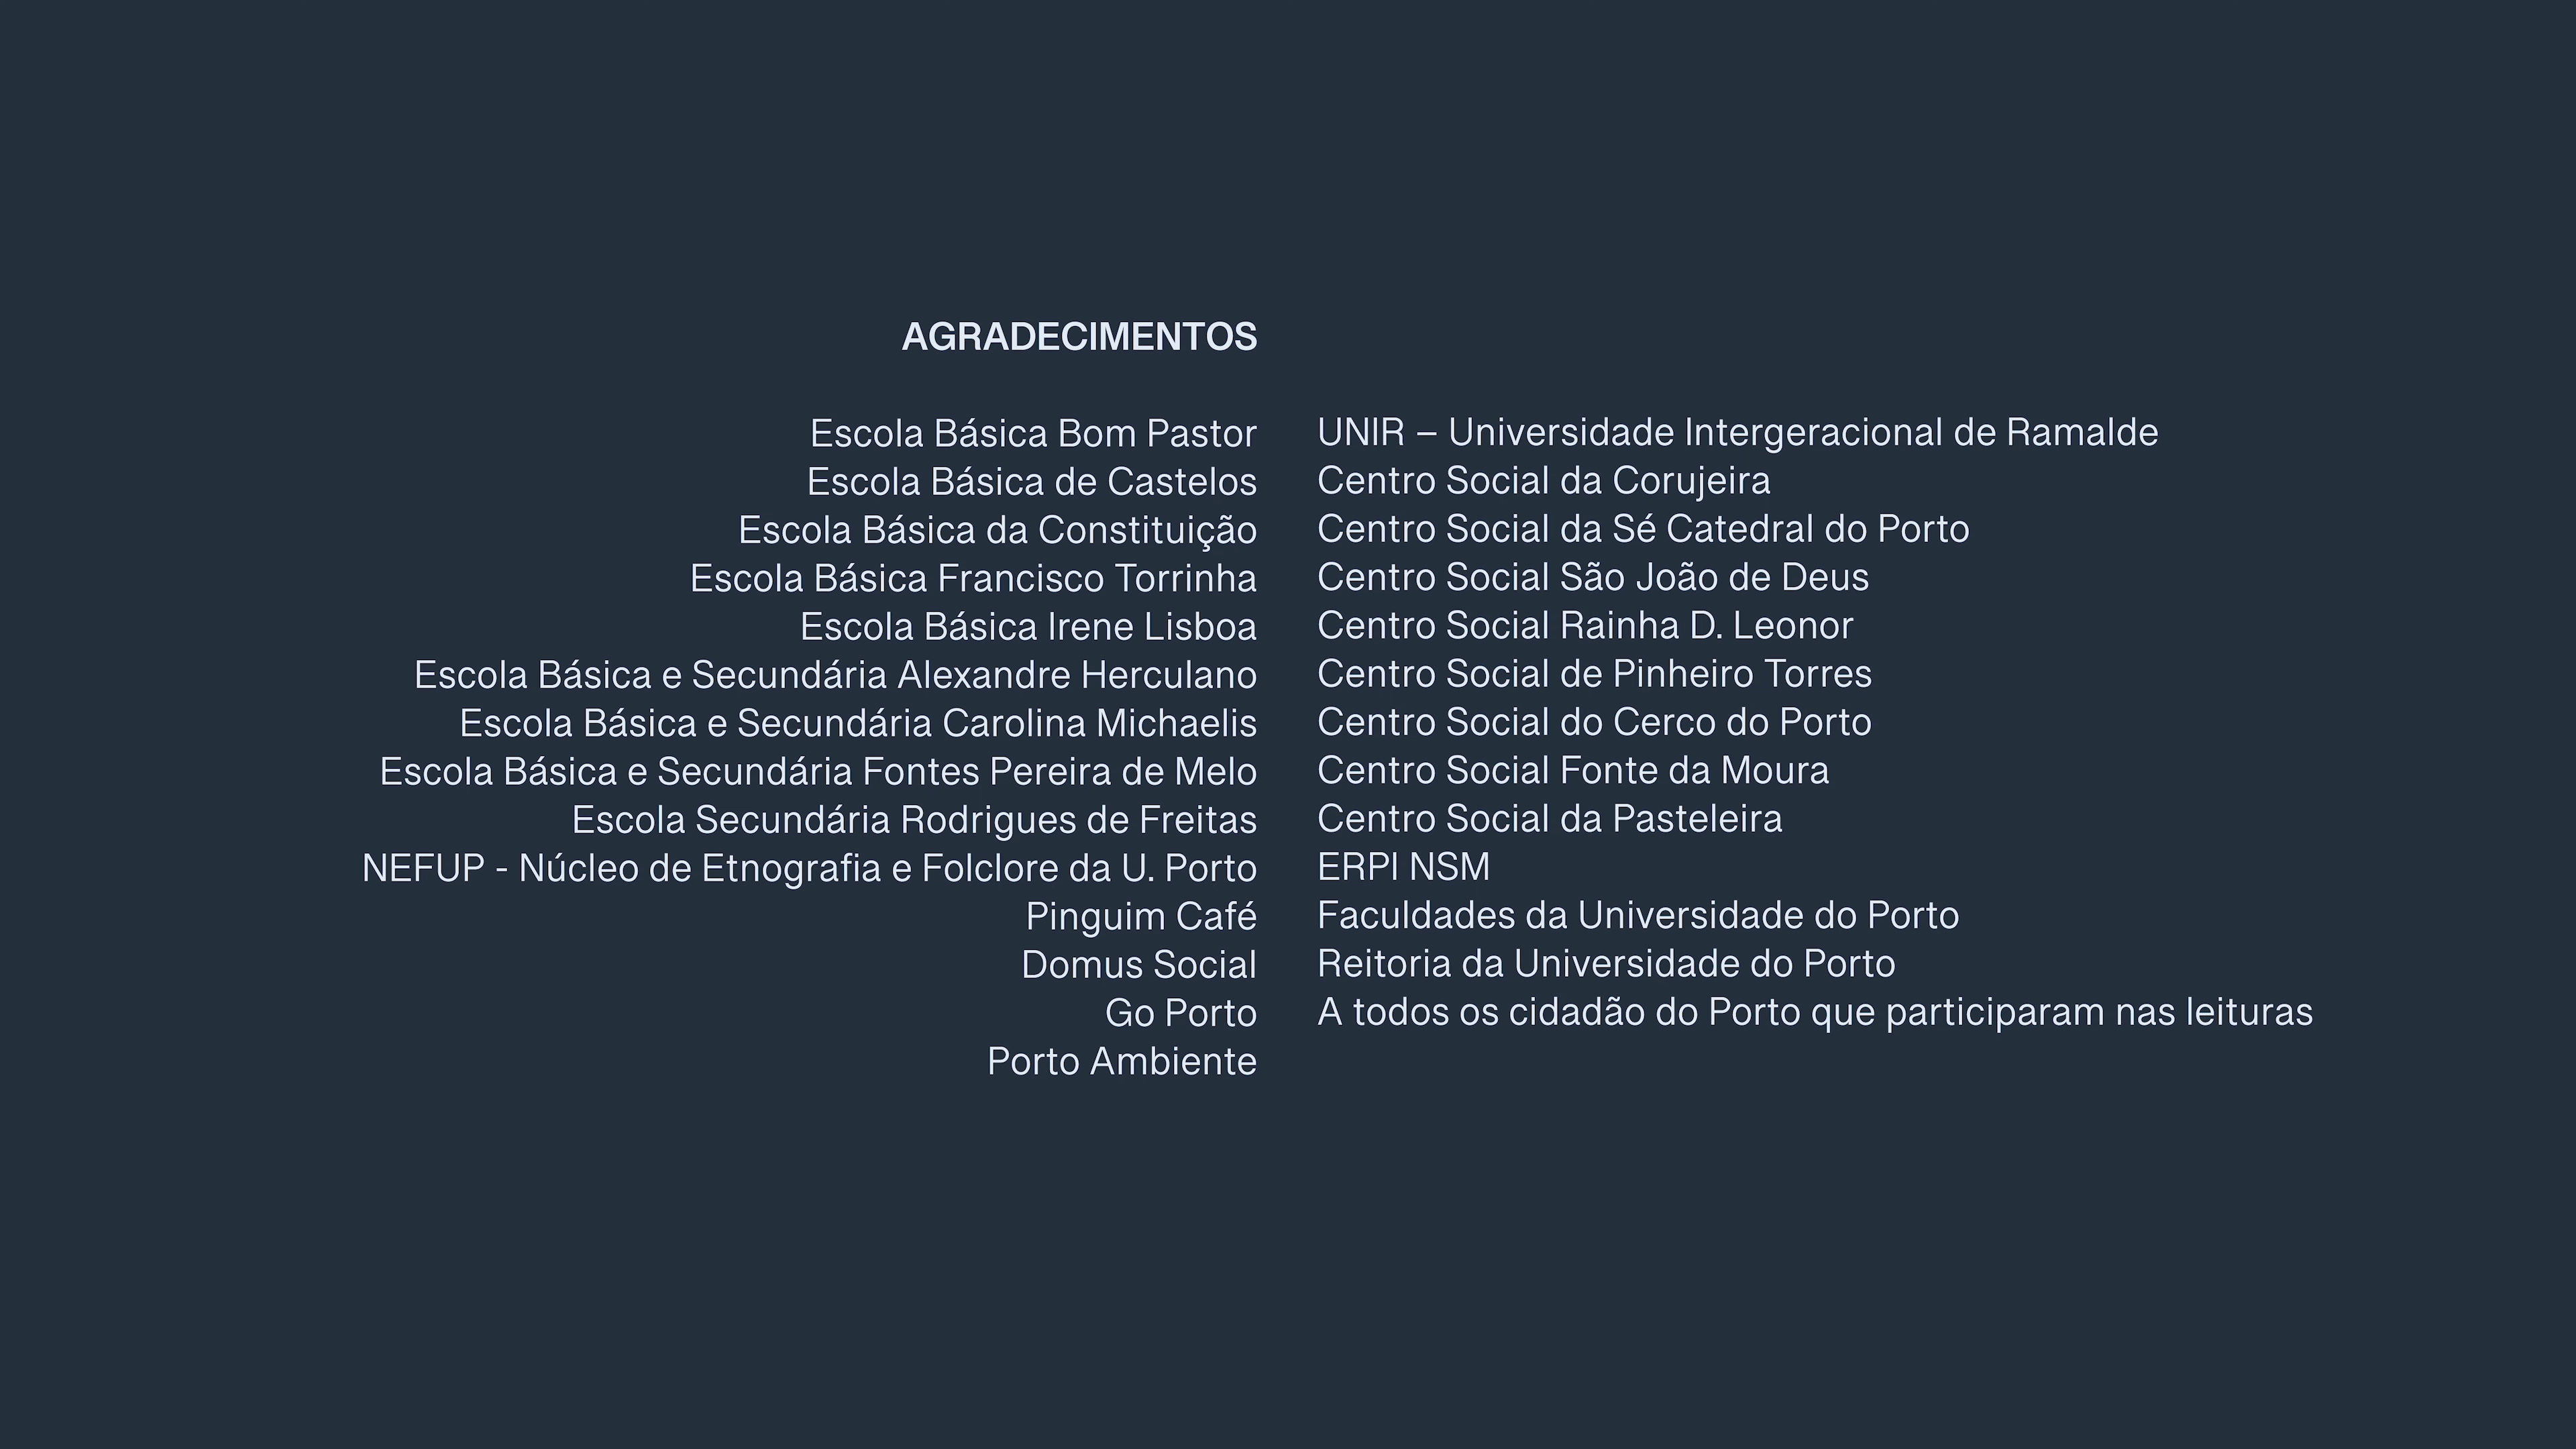 AGRADECIMENTOS
Escola Básica Bom Pastor
Escola Básica de Castelos
Escola Básica da Constituição
Escola Básica Francisco Torrinha
Escola Básica Irene Lisboa
Escola Básica e Secundária Alexandre Herculano
Escola Básica e Secundária Carolina Michaelis
Escola Básica e Secundária Fontes Pereira de Melo
Escola Secundária Rodrigues de Freitas
NEFUP - Núcleo de Etnografia e Folclore da U. Porto
Pinguim Café
Domus Social
Go Porto
Porto Ambiente
UNIR – Universidade Intergeracional de Ramalde
Centro Social da Corujeira
Centro Social da Sé Catedral do Porto
Centro Social São João de Deus
Centro Social Rainha D. Leonor
Centro Social de Pinheiro Torres
Centro Social do Cerco do Porto
Centro Social Fonte da Moura
Centro Social da Pasteleira
ERPI NSM
Faculdades da Universidade do Porto
Reitoria da Universidade do Porto
A todos os cidadão do Porto que participaram nas leituras